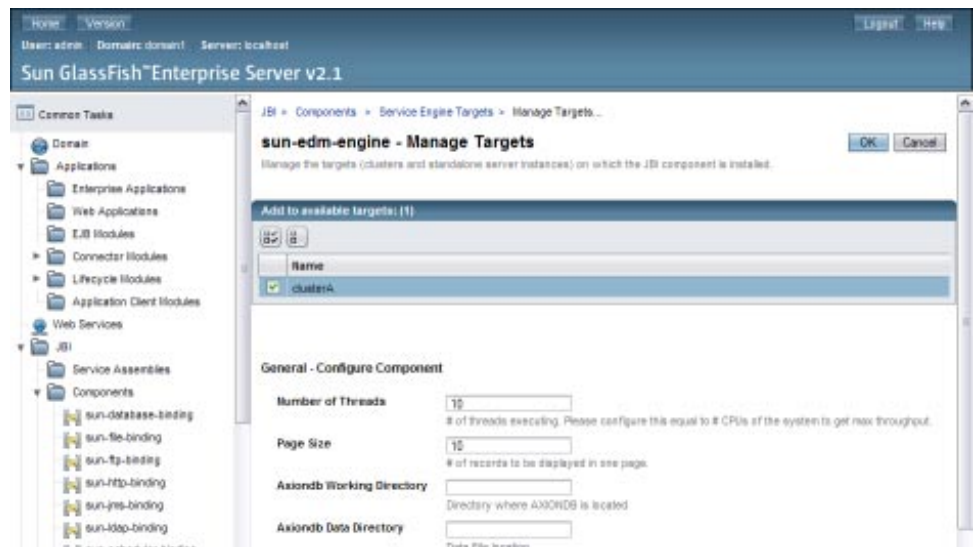 Home Version Logout Help
User: admin Domain: domain1 Server: localhost
Sun GlassFish™ Enterprise Server v2.1
Common Tasks
Domain
Applications
Enterprise Applications
Web Applications
EJB Modules
Connector Modules
Lifecycle Modules
Application Client Modules
Web Services
JBI
Service Assemblies
Components
sun-database-binding
sun-file-binding
sun-ftp-binding
sun-http-binding
sun-jms-binding
sun-ldap-binding
sun-scheduler-binding
JBI > Components > Service Engine Targets > Manage Targets...
sun-edm-engine - Manage Targets OK Cancel
Manage the targets (clusters and standalone server instances) on which the JBI component is installed.
Add to available targets: (1)
Name
clusterA
General - Configure Component
Number of Threads 10
# of threads executing. Please configure this equal to # CPUs of the system to get max throughput.
Page Size 10
# of records to be displayed in one page.
Axiondb Working Directory
Directory where AXIONDB is located
Axiondb Data Directory
Data File location